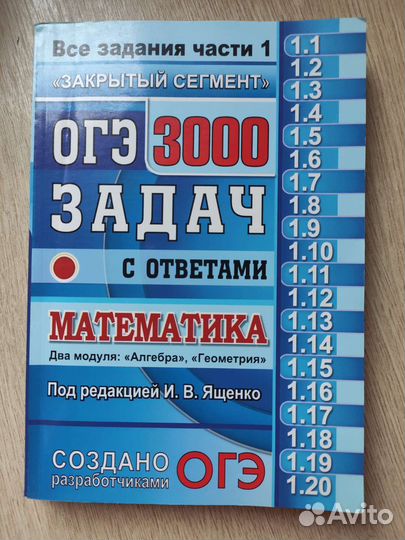 Все задания части 1
«ЗАКРЫТЫЙ СЕГМЕНТ»
ОГЭ 3000
ЗАДАЧ
С ОТВЕТАМИ
МАТЕМАТИКА
Два модуля: «Алгебра», «Геометрия»
Под редакцией И. В. Ященко
СОЗДАНО
разработчиками ОГЭ
1.1
1.2
1.3
1.4
1.5
1.6
1.7
1.8
1.9
1.10
1.11
1.12
1.13
1.14
1.15
1.16
1.17
1.18
1.19
1.20
Avito